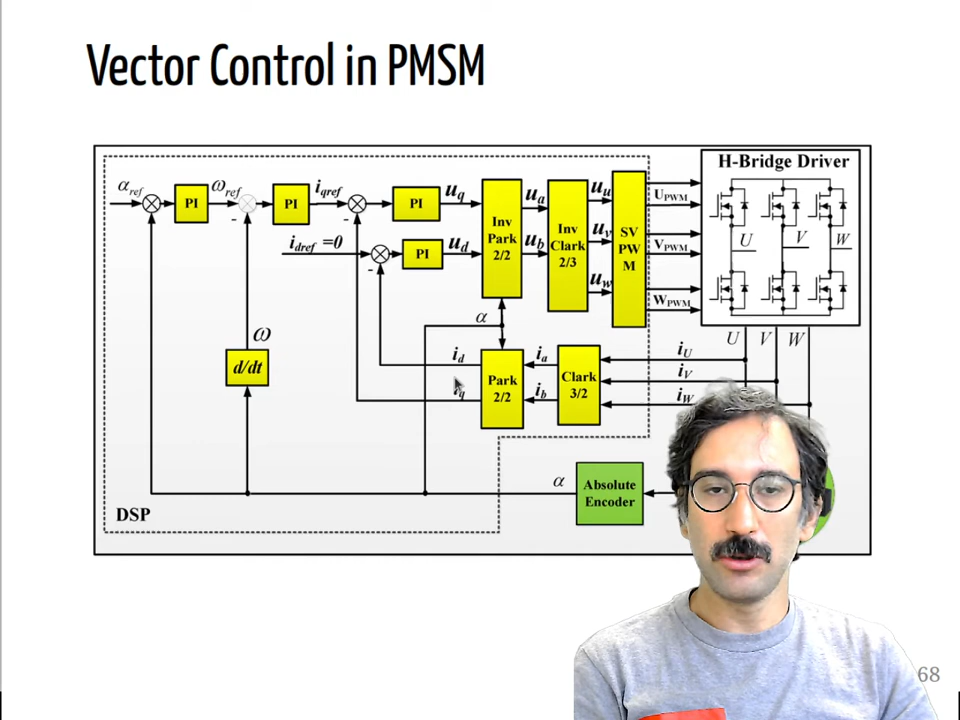 Vector Control in PMSM
H-Bridge Driver
α_ref
PI
ω_ref
-
PI
i_qref
-
PI
u_q
i_dref =0
-
PI
u_d
Inv
Park
2/2
u_a
u_b
Inv
Clark
2/3
u_u
u_v
u_w
SV
PW
M
U_PWM
V_PWM
W_PWM
U
V
W
U
V
W
ω
d/dt
α
i_d
i_q
Park
2/2
i_a
i_b
Clark
3/2
i_U
i_V
i_W
α
Absolute
Encoder
DSP
68